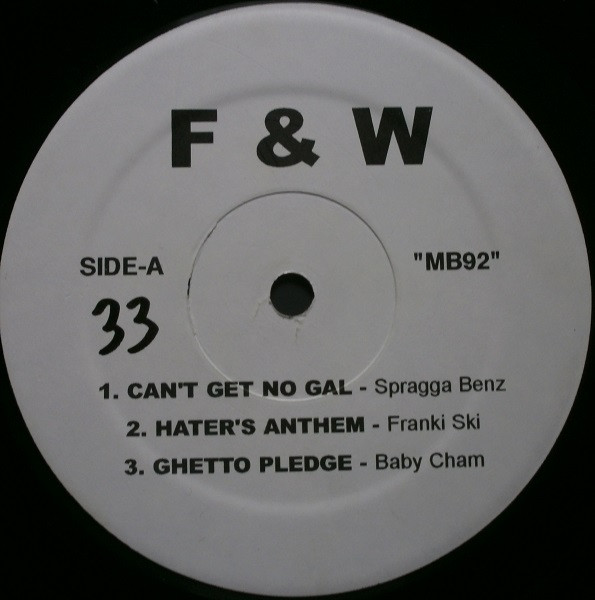 F & W
SIDE-A "MB92"
33
1. CAN'T GET NO GAL - Spragga Benz
2. HATER'S ANTHEM - Franki Ski
3. GHETTO PLEDGE - Baby Cham